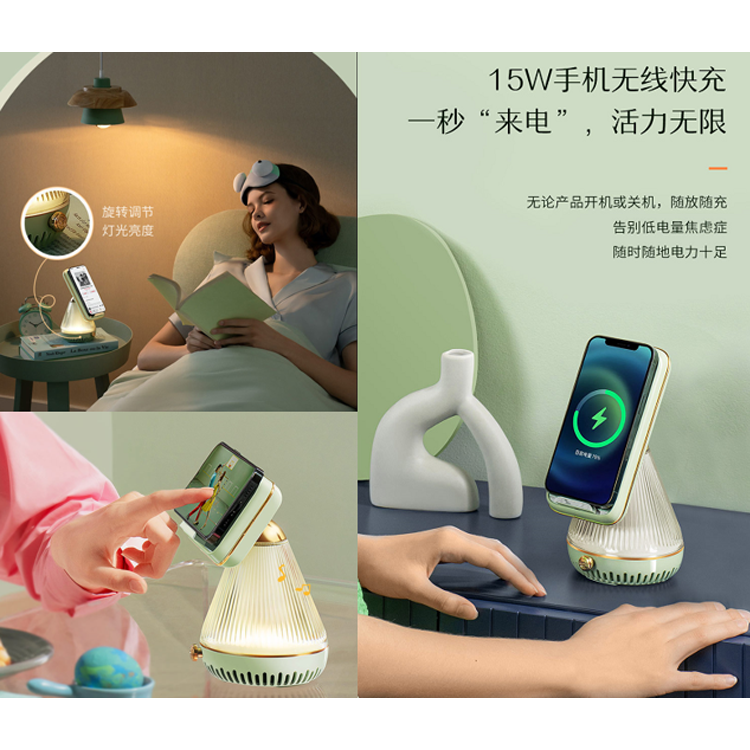 15W手机无线快充
一秒“来电”，活力无限
无论产品开机或关机，随放随充
告别低电量焦虑症
随时随地电力十足
旋转调节
灯光亮度